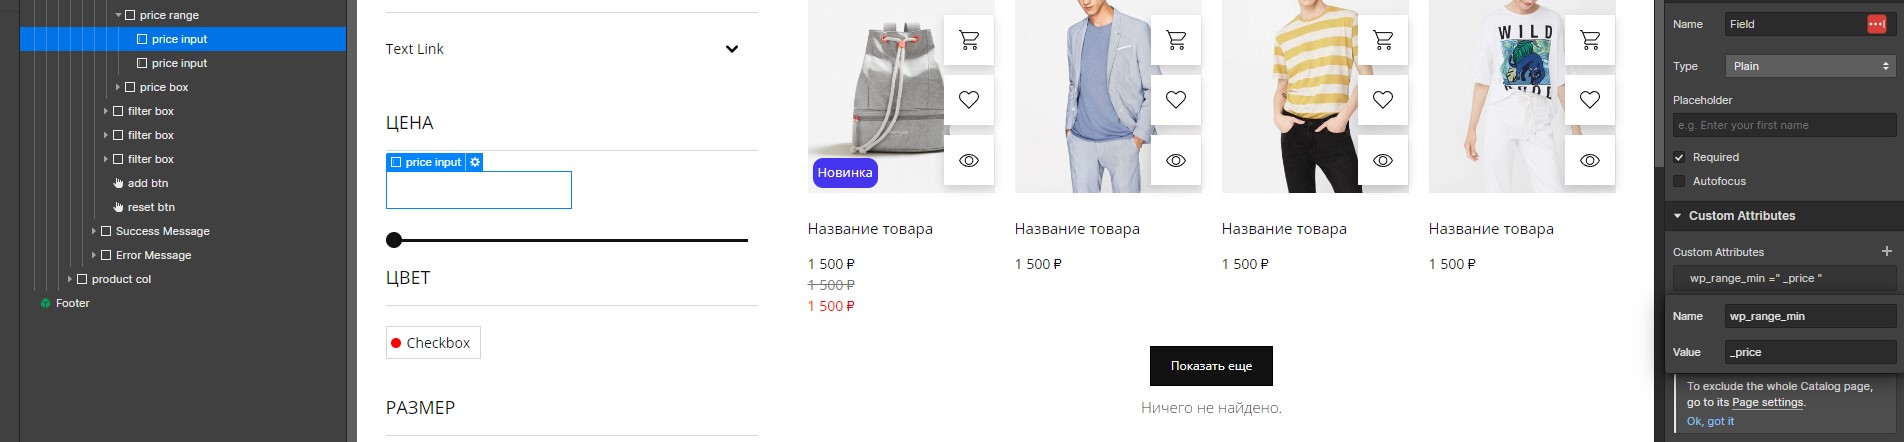 price range
price input
price input
price box
filter box
filter box
filter box
add btn
reset btn
Success Message
Error Message
product col
Footer
Text Link
ЦЕНА
price input
ЦВЕТ
Checkbox
РАЗМЕР
Новинка
WILD
Название товара
1 500 ₽
1 500 ₽
1 500 ₽
Название товара
1 500 ₽
Название товара
1 500 ₽
Название товара
1 500 ₽
Показать еще
Ничего не найдено.
Name Field
Type Plain
Placeholder
e.g. Enter your first name
Required
Autofocus
Custom Attributes
Custom Attributes
wp_range_min =" _price "
Name wp_range_min
Value _price
To exclude the whole Catalog page,
go to its Page settings.
Ok, got it